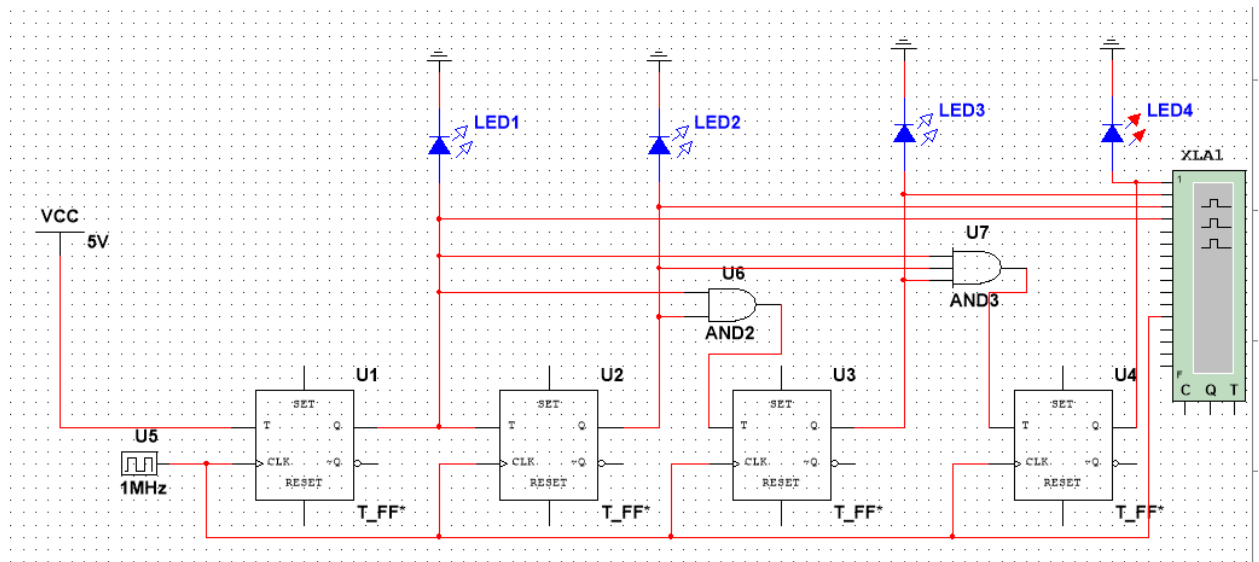 LED1
LED2
LED3
LED4
XLA1
1
VCC
5V
U7
U6
AND3
AND2
F
C Q T
U1
U2
U3
U4
SET
SET
SET
SET
T Q
T Q
T Q
T Q
U5
1MHz
CLK ~Q
CLK ~Q
CLK ~Q
CLK ~Q
RESET
RESET
RESET
RESET
T_FF*
T_FF*
T_FF*
T_FF*